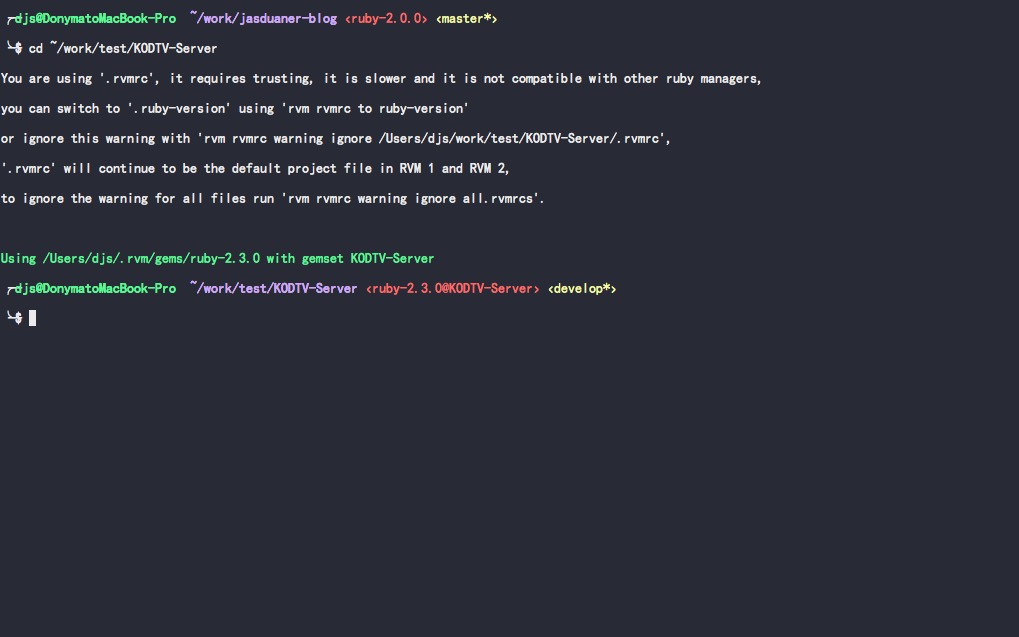 ╭─djs@DonymatoMacBook-Pro ~/work/jasduaner-blog ‹ruby-2.0.0› ‹master*›
╰─$ cd ~/work/test/KODTV-Server
You are using '.rvmrc', it requires trusting, it is slower and it is not compatible with other ruby managers,
you can switch to '.ruby-version' using 'rvm rvmrc to ruby-version'
or ignore this warning with 'rvm rvmrc warning ignore /Users/djs/work/test/KODTV-Server/.rvmrc',
'.rvmrc' will continue to be the default project file in RVM 1 and RVM 2,
to ignore the warning for all files run 'rvm rvmrc warning ignore all.rvmrcs'.
Using /Users/djs/.rvm/gems/ruby-2.3.0 with gemset KODTV-Server
╭─djs@DonymatoMacBook-Pro ~/work/test/KODTV-Server ‹ruby-2.3.0@KODTV-Server› ‹develop*›
╰─$